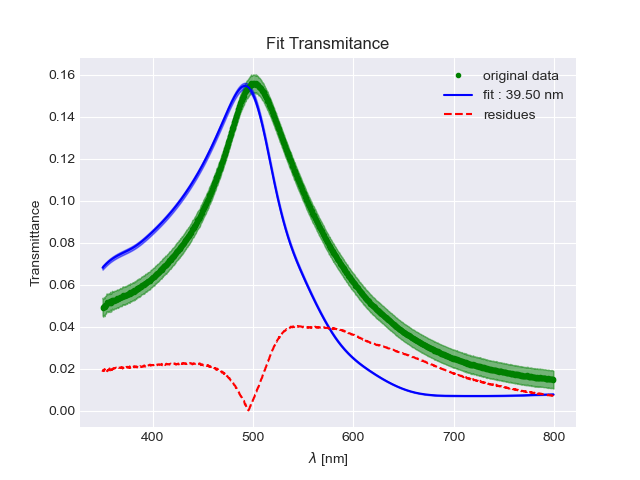 Fit Transmitance
original data
fit : 39.50 nm
residues
Transmittance
0.16
0.14
0.12
0.10
0.08
0.06
0.04
0.02
0.00
400 500 600 700 800
λ [nm]